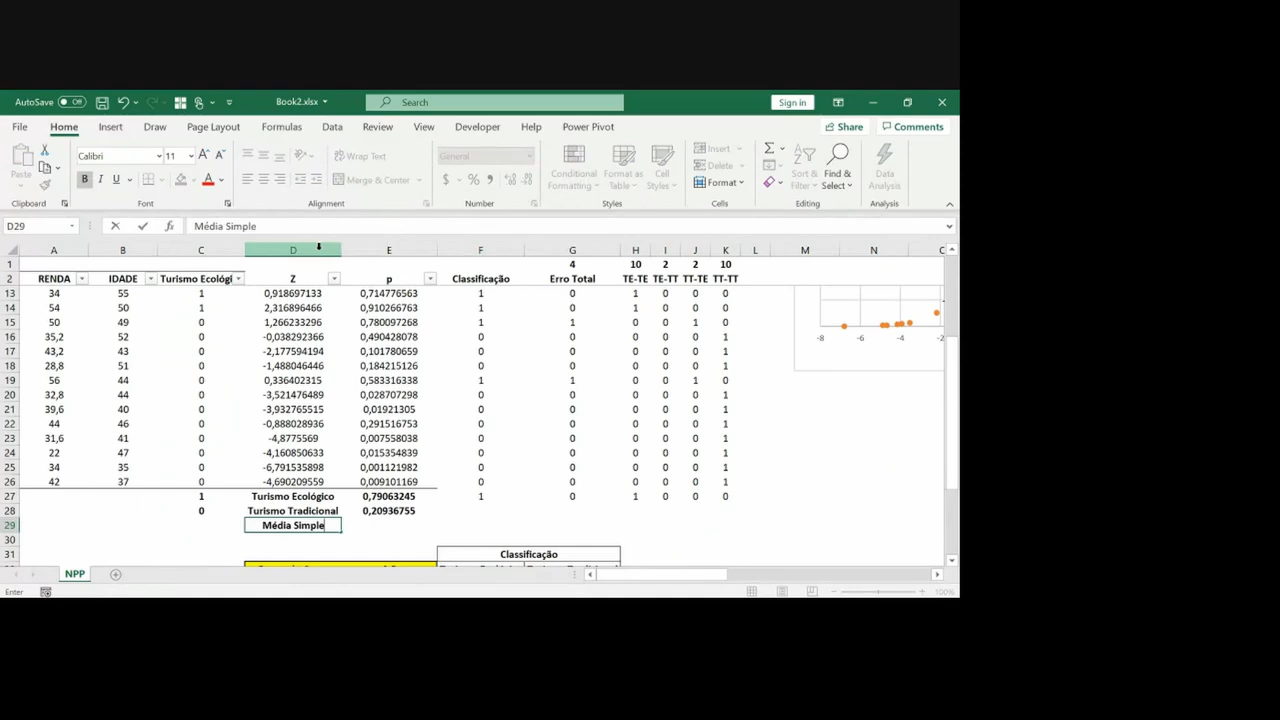 AutoSave Off Book2.xlsx Search Sign in
File Home Insert Draw Page Layout Formulas Data Review View Developer Help Power Pivot Share Comments
Paste Calibri 11 A A Wrap Text General Insert Σ
B I U A Merge & Center $ % Conditional Formatting Format as Table Cell Styles Delete Format Sort & Filter Find & Select Data Analysis
Clipboard Font Alignment Number Styles Cells Editing Analysis
D29 fx Média Simple
A B C D E F G H I J K L M N
1 4 10 2 2 10
2 RENDA IDADE Turismo Ecológi Z p Classificação Erro Total TE-TE TE-TT TT-TE TT-TT
13 34 55 1 0,918697133 0,714776563 1 0 1 0 0 0
14 54 50 1 2,316896466 0,910266763 1 0 1 0 0 0
15 50 49 0 1,266233296 0,780097268 1 1 0 0 1 0
16 35,2 52 0 -0,038292366 0,490428078 0 0 0 0 0 1
17 43,2 43 0 -2,177594194 0,101780659 0 0 0 0 0 1
18 28,8 51 0 -1,488046446 0,184215126 0 0 0 0 0 1
19 56 44 0 0,336402315 0,583316338 1 1 0 0 1 0
20 32,8 44 0 -3,521476489 0,028707298 0 0 0 0 0 1
21 39,6 40 0 -3,932765515 0,01921305 0 0 0 0 0 1
22 44 46 0 -0,888028936 0,291516753 0 0 0 0 0 1
23 31,6 41 0 -4,8775569 0,007558038 0 0 0 0 0 1
24 22 47 0 -4,160850633 0,015354839 0 0 0 0 0 1
25 34 35 0 -6,791535898 0,001121982 0 0 0 0 0 1
26 42 37 0 -4,690209559 0,009101169 0 0 0 0 0 1
27 1 Turismo Ecológico 0,79063245 1 0 1 0 0 0
28 0 Turismo Tradicional 0,20936755
29 Média Simple
30
31 Classificação
-8 -6 -4 -2
NPP
Enter 100%